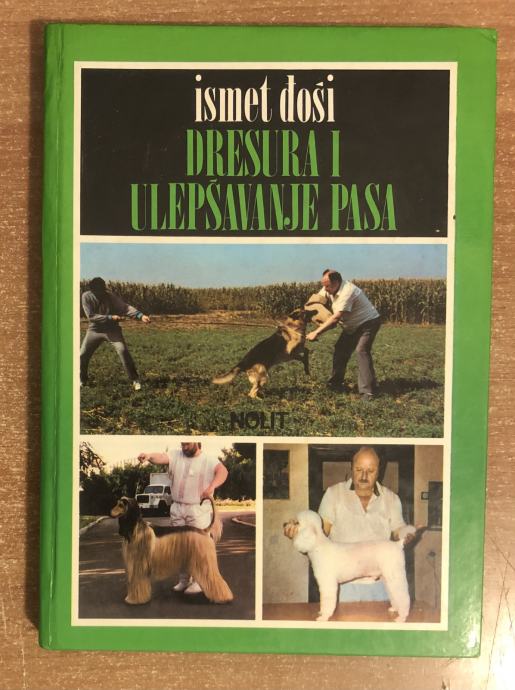 ismet đoši
DRESURA I
ULEPŠAVANJE PASA
NOLIT